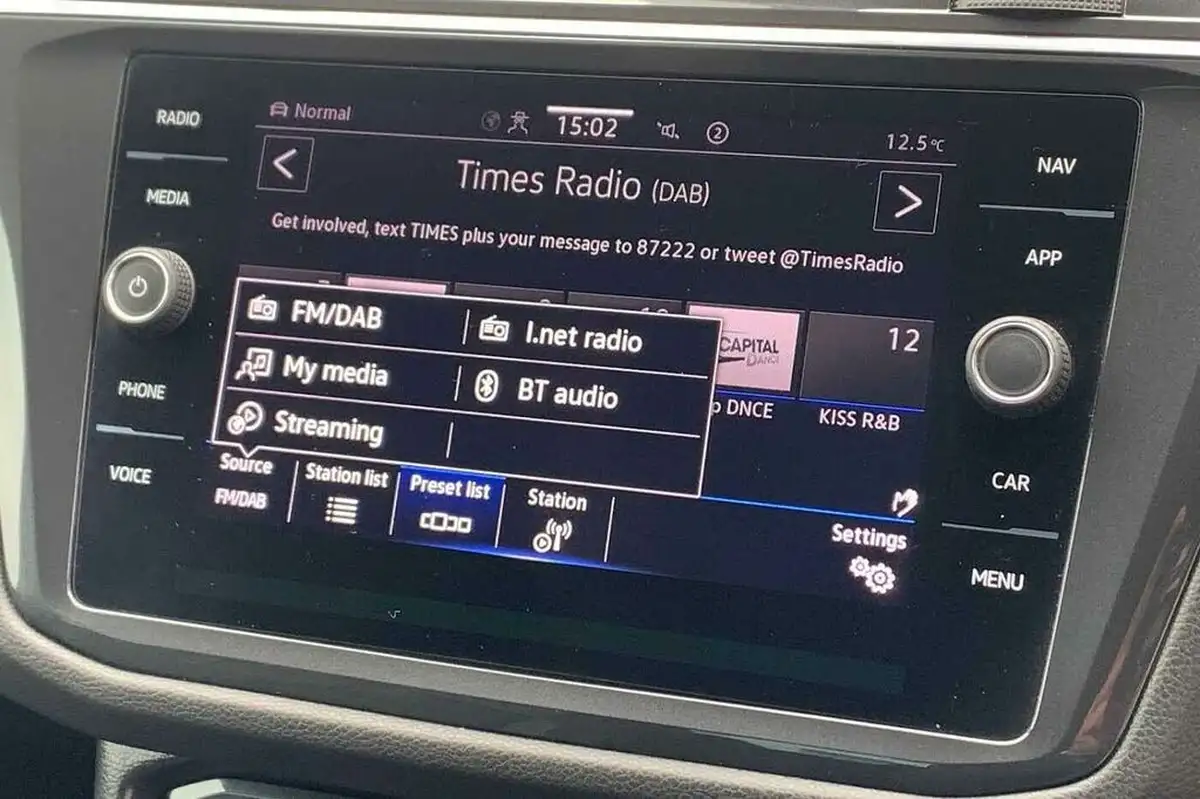 RADIO
MEDIA
PHONE
VOICE
Normal
15:02
2
12.5°C
<
Times Radio (DAB)
>
Get involved, text TIMES plus your message to 87222 or tweet @TimesRadio
FM/DAB
I.net radio
My media
BT audio
Streaming
CAPITAL
DANCE
12
DNCE
KISS R&B
Source
FM/DAB
Station list
Preset list
Station
Settings
NAV
APP
CAR
MENU